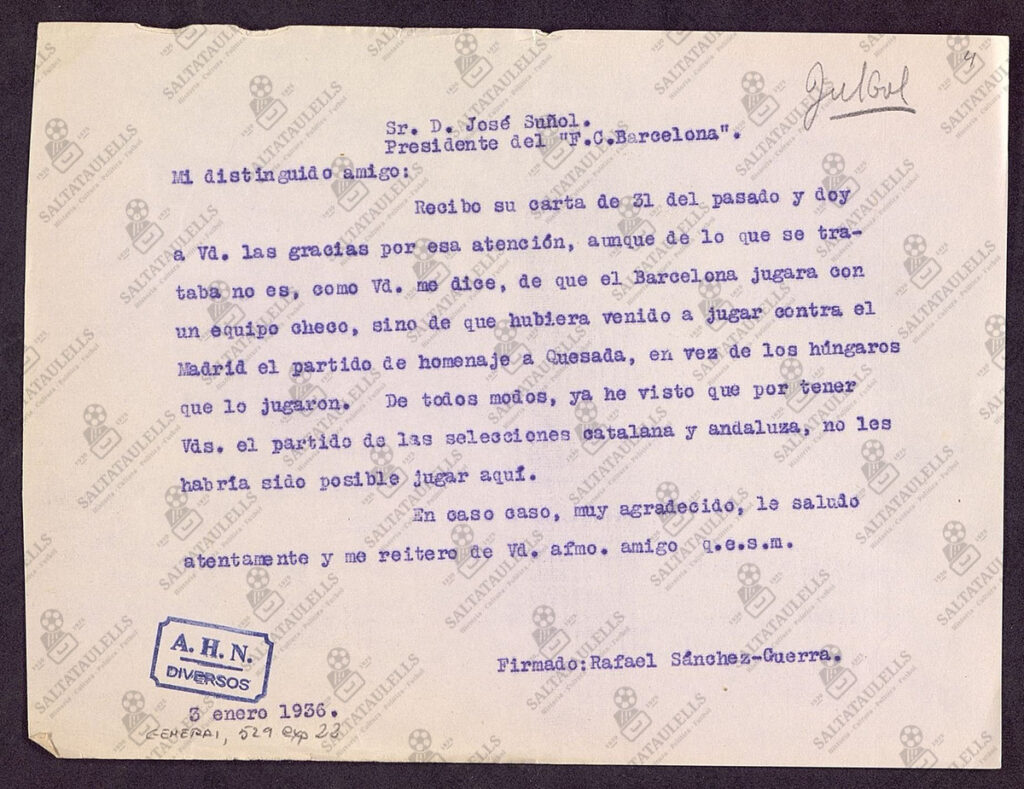 4
Sr. D. José Suñol.
Presidente del "F.C.Barcelona".
Mi distinguido amigo:
Recibo su carta de 31 del pasado y doy
a Vd. las gracias por esa atención, aunque de lo que se tra-
taba no es, como Vd. me dice, de que el Barcelona jugara con
un equipo checo, sino de que hubiera venido a jugar contra el
Madrid el partido de homenaje a Quesada, en vez de los húngaros
que lo jugaron. De todos modos, ya he visto que por tener
Vds. el partido de las selecciones catalana y andaluza, no les
habría sido posible jugar aquí.
En caso caso, muy agradecido, le saludo
atentamente y me reitero de Vd. afmo. amigo q.e.s.m.
Firmado:Rafael Sánchez-Guerra.
A. H. N.
DIVERSOS
3 enero 1936.
GENERAL, 529 exp 23
SALTATAULELLS
Història - Cultura - Política - Futbol